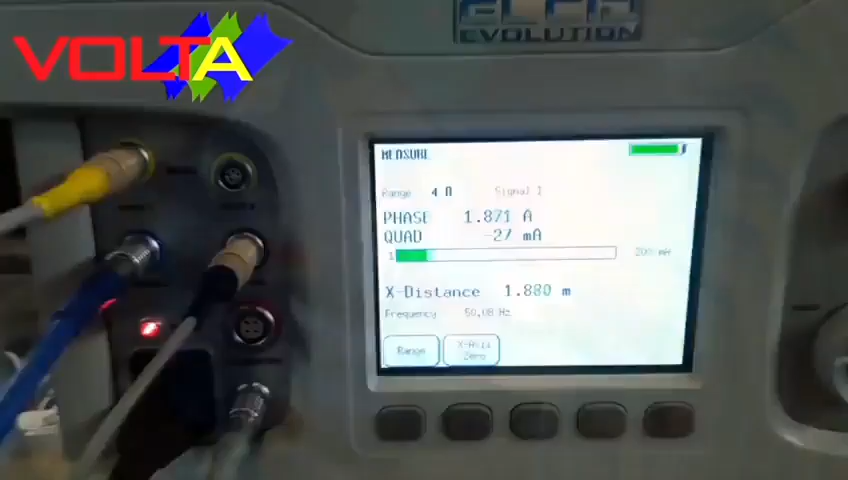 VOLTA
EVOLUTION
MEASURE
Range 4 Ω Signal 1
PHASE 1.871 A
QUAD -27 mA
1 200 mA
X-Distance 1.880 m
Frequency 50,08 Hz
Range
X-Axis
Zero